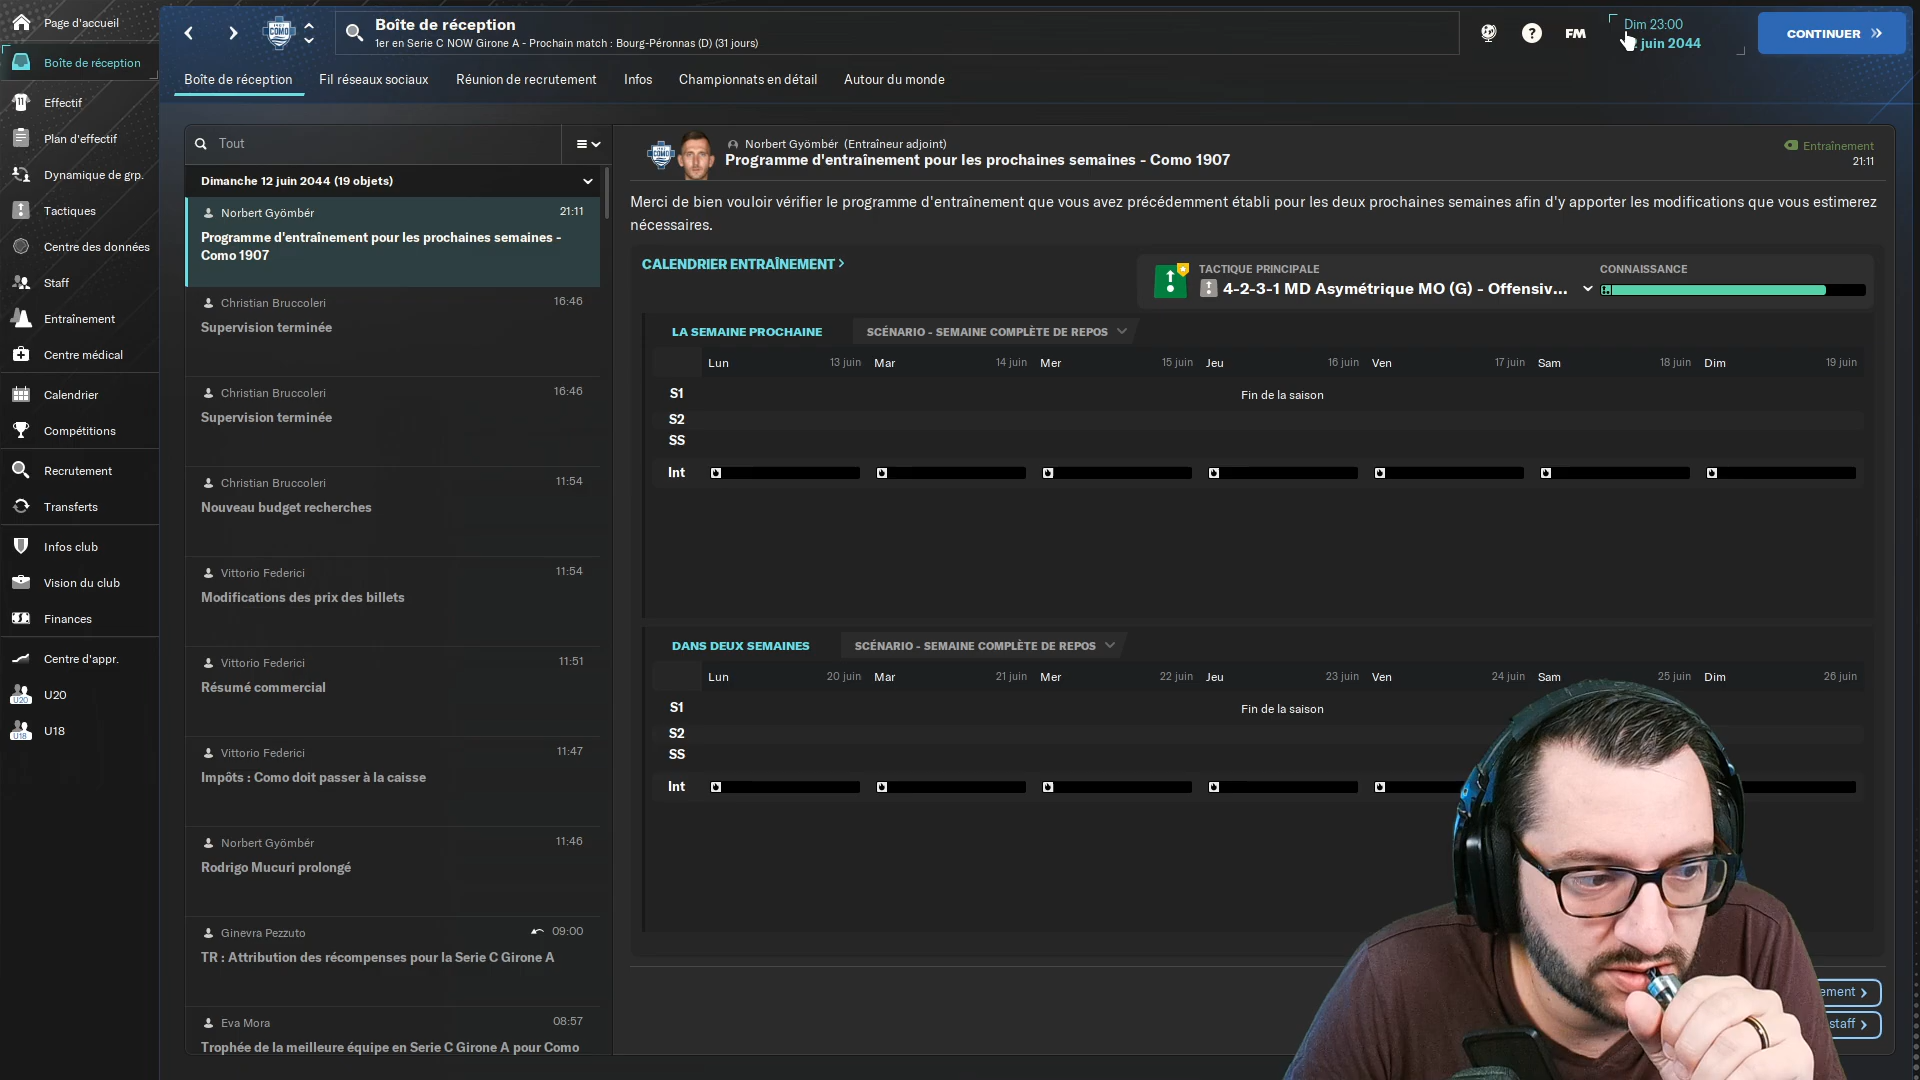 Page d'accueil
Boîte de réception
Effectif
Plan d'effectif
Dynamique de grp.
Tactiques
Centre des données
Staff
Entraînement
Centre médical
Calendrier
Compétitions
Recrutement
Transferts
Infos club
Vision du club
Finances
Centre d'appr.
U20
U18
COMO
Boîte de réception
1er en Serie C NOW Girone A - Prochain match : Bourg-Péronnas (D) (31 jours)
FM
Dim 23:00
juin 2044
CONTINUER
Boîte de réception
Fil réseaux sociaux
Réunion de recrutement
Infos
Championnats en détail
Autour du monde
Tout
Dimanche 12 juin 2044 (19 objets)
Norbert Gyömbér 21:11
Programme d'entraînement pour les prochaines semaines -
Como 1907
Christian Bruccoleri 16:46
Supervision terminée
Christian Bruccoleri 16:46
Supervision terminée
Christian Bruccoleri 11:54
Nouveau budget recherches
Vittorio Federici 11:54
Modifications des prix des billets
Vittorio Federici 11:51
Résumé commercial
Vittorio Federici 11:47
Impôts : Como doit passer à la caisse
Norbert Gyömbér 11:46
Rodrigo Mucuri prolongé
Ginevra Pezzuto 09:00
TR : Attribution des récompenses pour la Serie C Girone A
Eva Mora 08:57
Trophée de la meilleure équipe en Serie C Girone A pour Como
Norbert Gyömbér (Entraîneur adjoint)
Programme d'entraînement pour les prochaines semaines - Como 1907
Entraînement
21:11
Merci de bien vouloir vérifier le programme d'entraînement que vous avez précédemment établi pour les deux prochaines semaines afin d'y apporter les modifications que vous estimerez
nécessaires.
CALENDRIER ENTRAÎNEMENT
TACTIQUE PRINCIPALE
4-2-3-1 MD Asymétrique MO (G) - Offensiv...
CONNAISSANCE
LA SEMAINE PROCHAINE
SCÉNARIO - SEMAINE COMPLÈTE DE REPOS
Lun 13 juin Mar 14 juin Mer 15 juin Jeu 16 juin Ven 17 juin Sam 18 juin Dim 19 juin
S1 Fin de la saison
S2
SS
Int
DANS DEUX SEMAINES
SCÉNARIO - SEMAINE COMPLÈTE DE REPOS
Lun 20 juin Mar 21 juin Mer 22 juin Jeu 23 juin Ven 24 juin Sam 25 juin Dim 26 juin
S1 Fin de la saison
S2
SS
Int
ement
staff